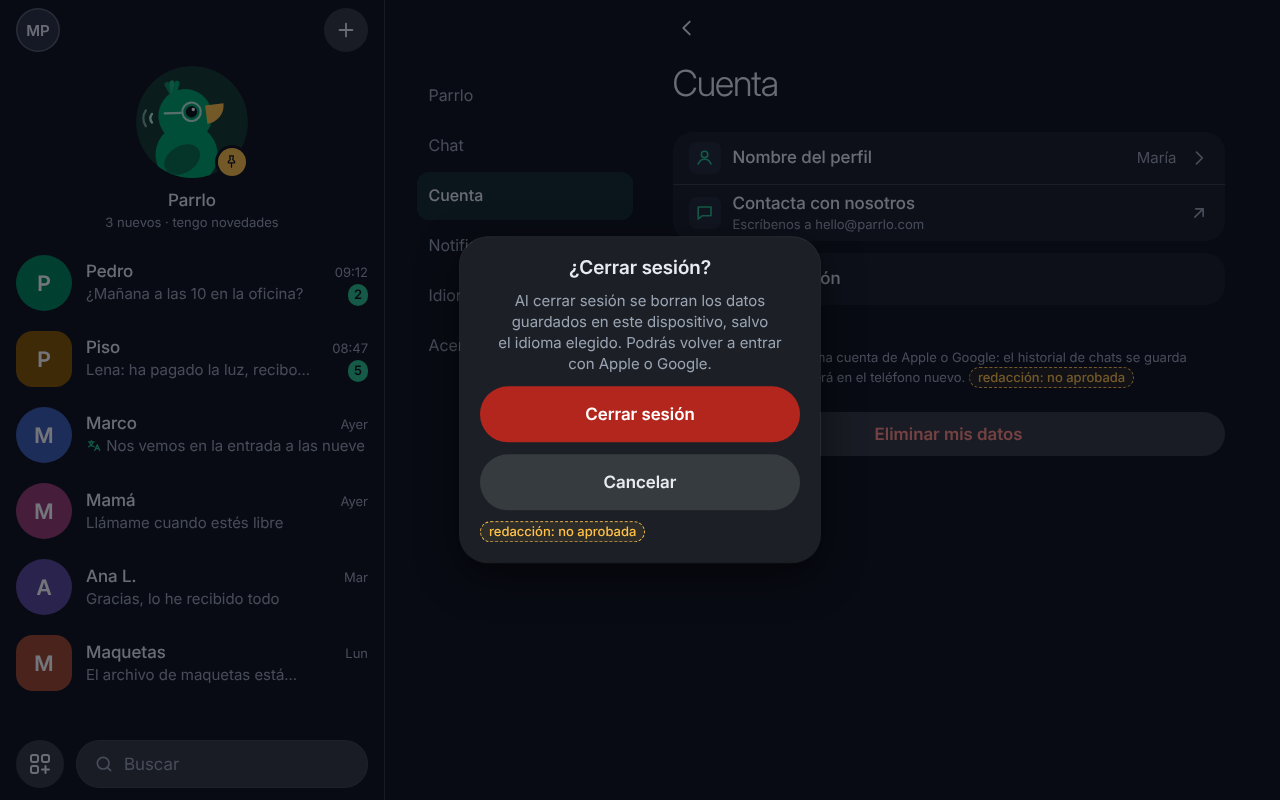 MP
Parrlo
3 nuevos · tengo novedades
Pedro
09:12
¿Mañana a las 10 en la oficina?
2
P
Piso
08:47
Lena: ha pagado la luz, recibo...
5
P
Marco
Ayer
Nos vemos en la entrada a las nueve
M
Mamá
Ayer
Llámame cuando estés libre
M
Ana L.
Mar
Gracias, lo he recibido todo
A
Maquetas
Lun
El archivo de maquetas está...
M
Buscar
Parrlo
Chat
Cuenta
Cuenta
Nombre del perfil
María
Contacta con nosotros
Escríbenos a hello@parrlo.com
cuenta de Apple o Google: el historial de chats se guarda
en el teléfono nuevo. redacción: no aprobada
Eliminar mis datos
¿Cerrar sesión?
Al cerrar sesión se borran los datos
guardados en este dispositivo, salvo
el idioma elegido. Podrás volver a entrar
con Apple o Google.
Cerrar sesión
Cancelar
redacción: no aprobada